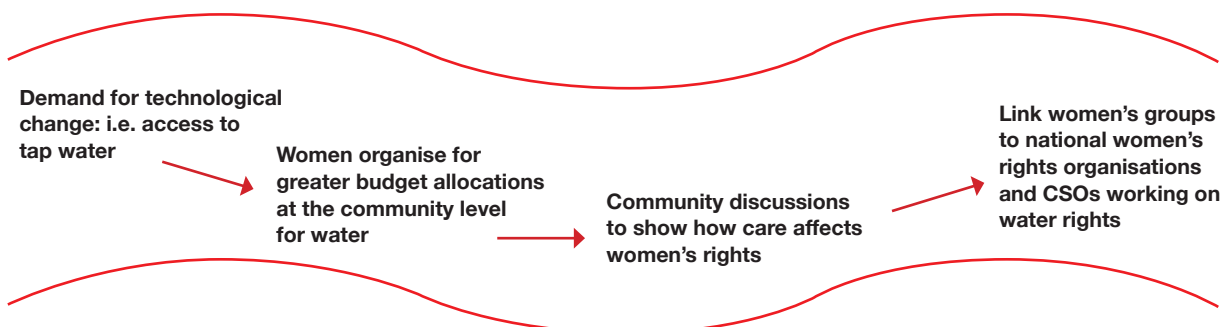 Demand for technological
change: i.e. access to
tap water
Women organise for
greater budget allocations
at the community level
for water
Community discussions
to show how care affects
women’s rights
Link women’s groups
to national women’s
rights organisations
and CSOs working on
water rights